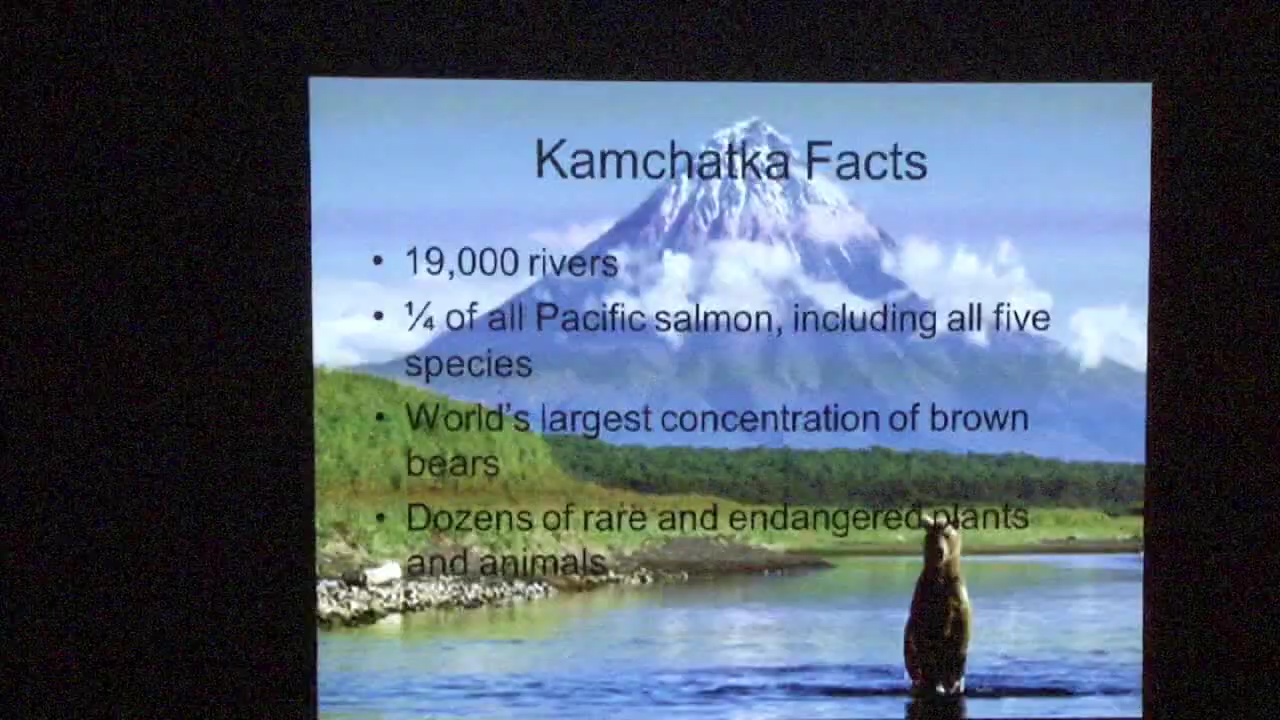 Kamchatka Facts
• 19,000 rivers
• ¼ of all Pacific salmon, including all five
species
• World's largest concentration of brown
bears
• Dozens of rare and endangered plants
and animals